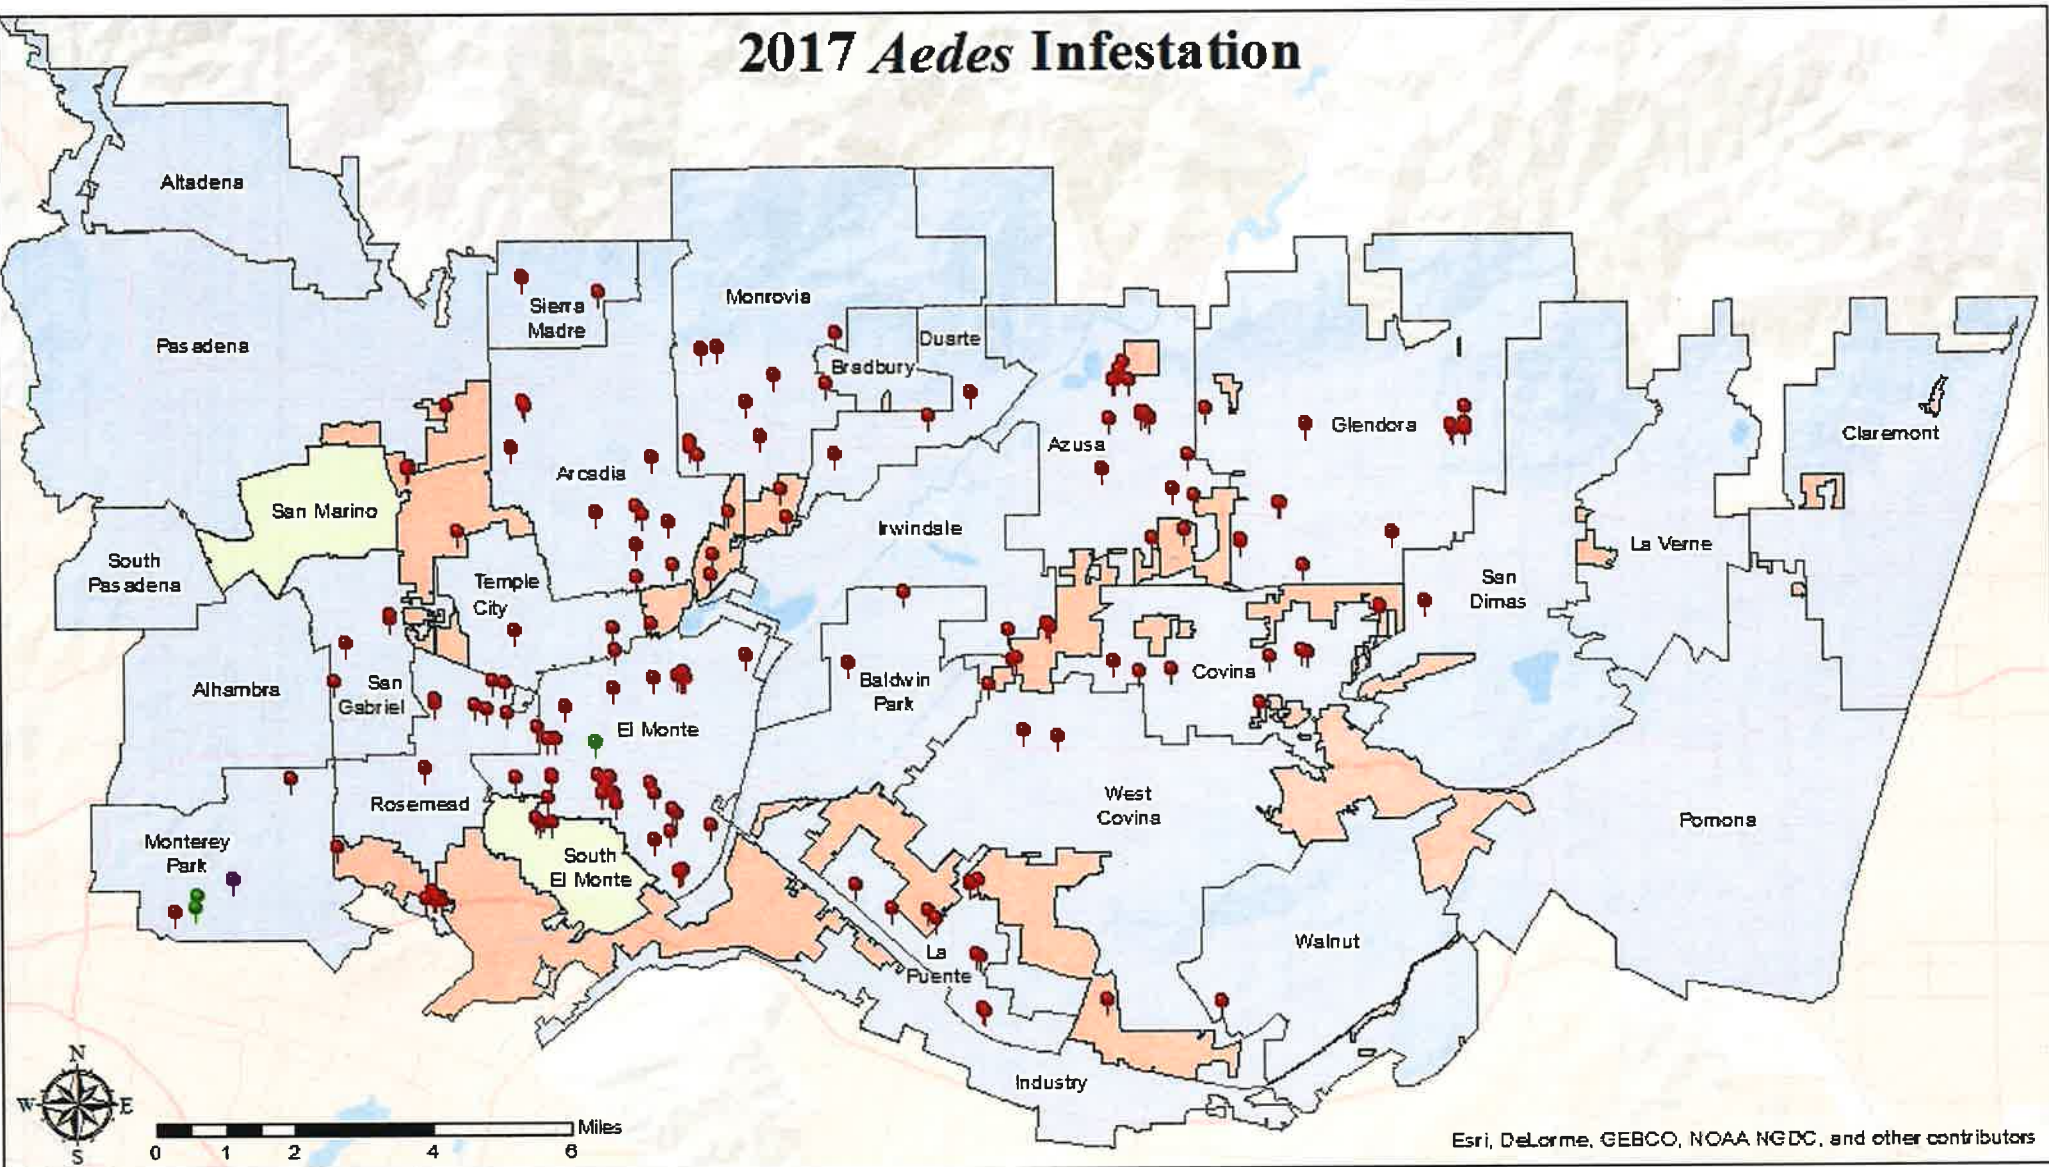 2017 Aedes Infestation
Altadena
Pasadena
Sierra
Madre
Monrovia
Bradbury
Duarte
Arcadia
Azusa
Glendora
Claremont
San Marino
South
Pasadena
Temple
City
Irwindale
La Verne
San
Dimas
Alhambra
San
Gabriel
El Monte
Baldwin
Park
Covina
Rosemead
West
Covina
Pomona
Monterey
Park
South
El Monte
La
Puente
Walnut
Industry
N
W
E
S
0 1 2 4 6
Miles
Esri, DeLorme, GEBCO, NOAA NGDC, and other contributors